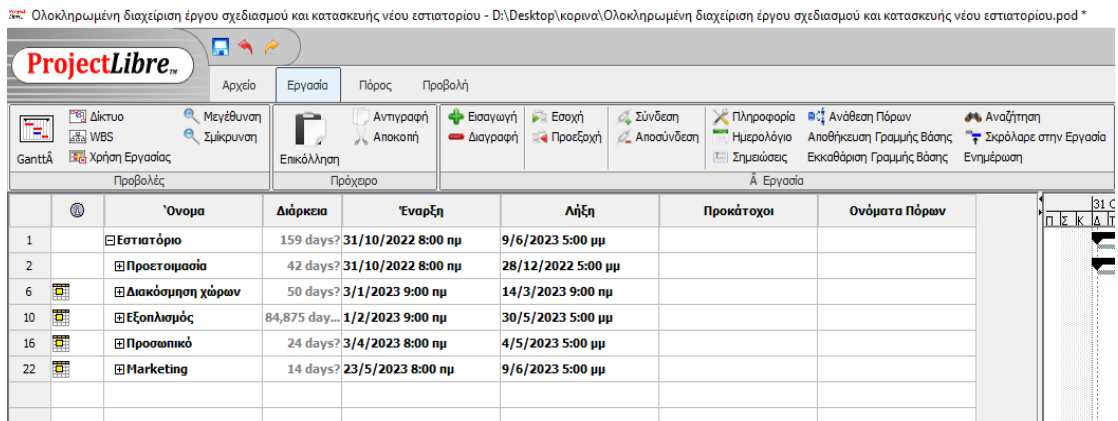 Ολοκληρωμένη διαχείριση έργου σχεδιασμού και κατασκευής νέου εστιατορίου - D:\Desktop\κορινα\Ολοκληρωμένη διαχείριση έργου σχεδιασμού και κατασκευής νέου εστιατορίου.pod *
ProjectLibre TM
Αρχείο Εργασία Πόρος Προβολή
Δίκτυο Μεγέθυνση Αντιγραφή Εισαγωγή Εσοχή Σύνδεση Πληροφορία Ανάθεση Πόρων Αναζήτηση
WBS Σμίκρυνση Αποκοπή Διαγραφή Προεξοχή Αποσύνδεση Ημερολόγιο Αποθήκευση Γραμμής Βάσης Σκρόλαρε στην Εργασία
GanttÂ Χρήση Εργασίας Επικόλληση Σημειώσεις Εκκαθάριση Γραμμής Βάσης Ενημέρωση
Προβολές Πρόχειρο Â Εργασία
Όνομα Διάρκεια Έναρξη Λήξη Προκάτοχοι Ονόματα Πόρων
31 Ο
Π Σ Κ Δ Τ
1 Εστιατόριο 159 days? 31/10/2022 8:00 πμ 9/6/2023 5:00 μμ
2 Προετοιμασία 42 days? 31/10/2022 8:00 πμ 28/12/2022 5:00 μμ
6 Διακόσμηση χώρων 50 days? 3/1/2023 9:00 πμ 14/3/2023 9:00 πμ
10 Εξοπλισμός 84,875 day... 1/2/2023 9:00 πμ 30/5/2023 5:00 μμ
16 Προσωπικό 24 days? 3/4/2023 8:00 πμ 4/5/2023 5:00 μμ
22 Marketing 14 days? 23/5/2023 8:00 πμ 9/6/2023 5:00 μμ